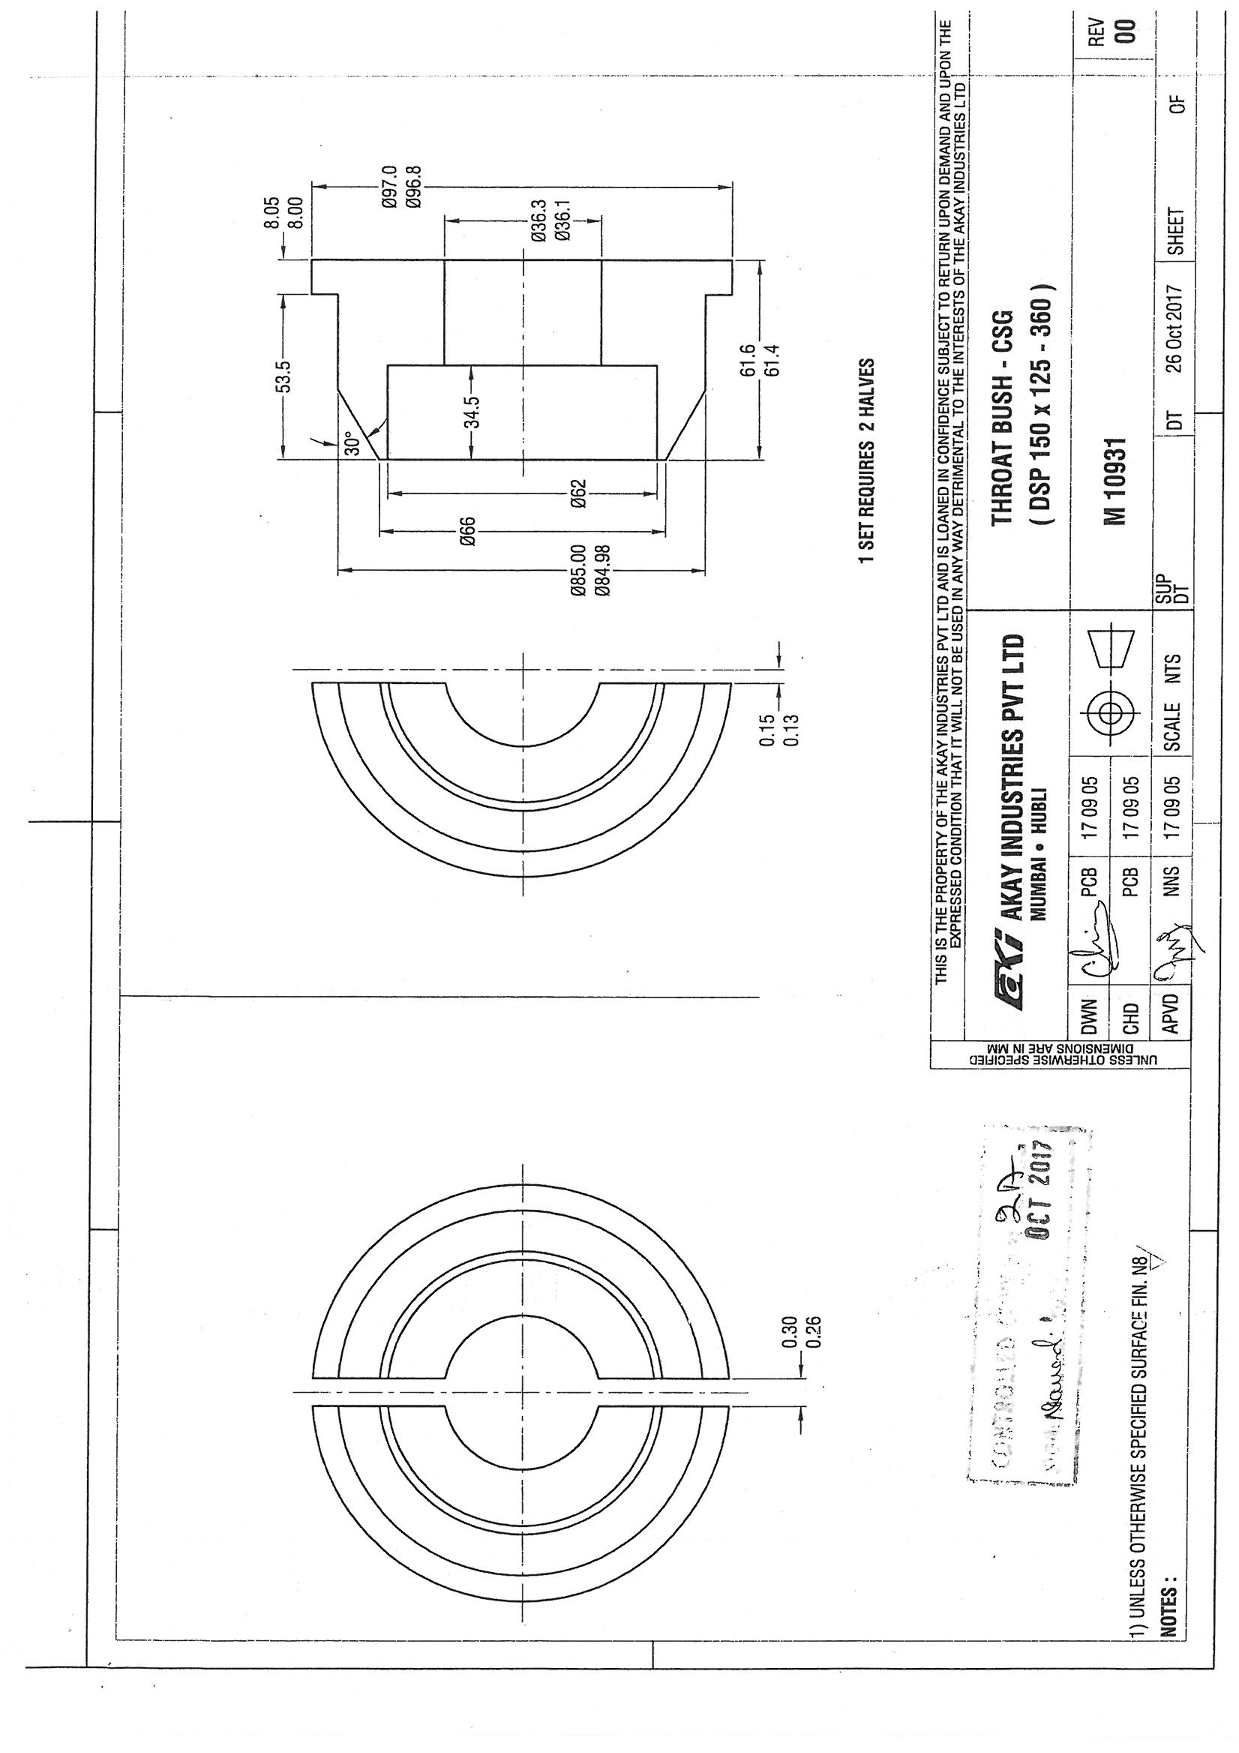 8.05
8.00
53.5
30°
34.5
Ø97.0
Ø96.8
Ø36.3
Ø36.1
61.6
61.4
Ø62
Ø66
Ø85.00
Ø84.98
1 SET REQUIRES 2 HALVES
0.15
0.13
0.30
0.26
THIS IS THE PROPERTY OF THE AKAY INDUSTRIES PVT LTD AND IS LOANED IN CONFIDENCE SUBJECT TO RETURN UPON DEMAND AND UPON THE
EXPRESSED CONDITION THAT IT WILL NOT BE USED IN ANY WAY DETRIMENTAL TO THE INTERESTS OF THE AKAY INDUSTRIES LTD
UNLESS OTHERWISE SPECIFIED
DIMENSIONS ARE IN MM
aKi AKAY INDUSTRIES PVT LTD
MUMBAI • HUBLI
THROAT BUSH - CSG
( DSP 150 x 125 - 360 )
DWN PCB 17 09 05
CHD PCB 17 09 05
APVD NNS 17 09 05
SCALE NTS
M 10931
REV
00
SUP
DT
DT 26 Oct 2017
SHEET OF
CONTROLLED
OCT 2017
1) UNLESS OTHERWISE SPECIFIED SURFACE FIN. N8
NOTES :